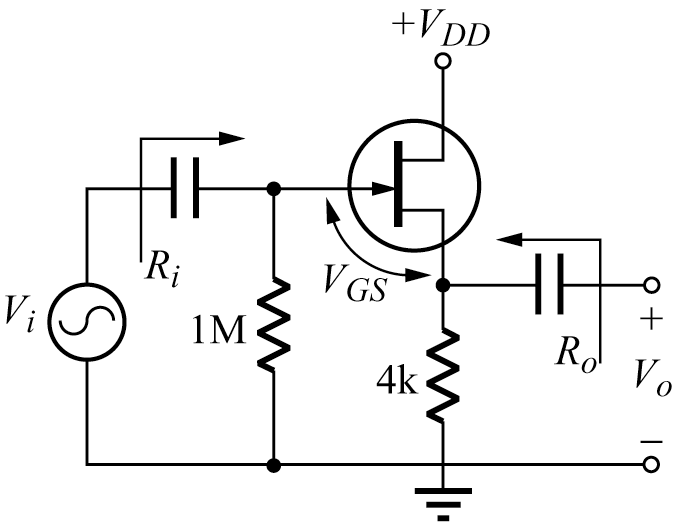 +V_DD
R_i
V_GS
V_i
1M
R_o
+
4k
V_o
−